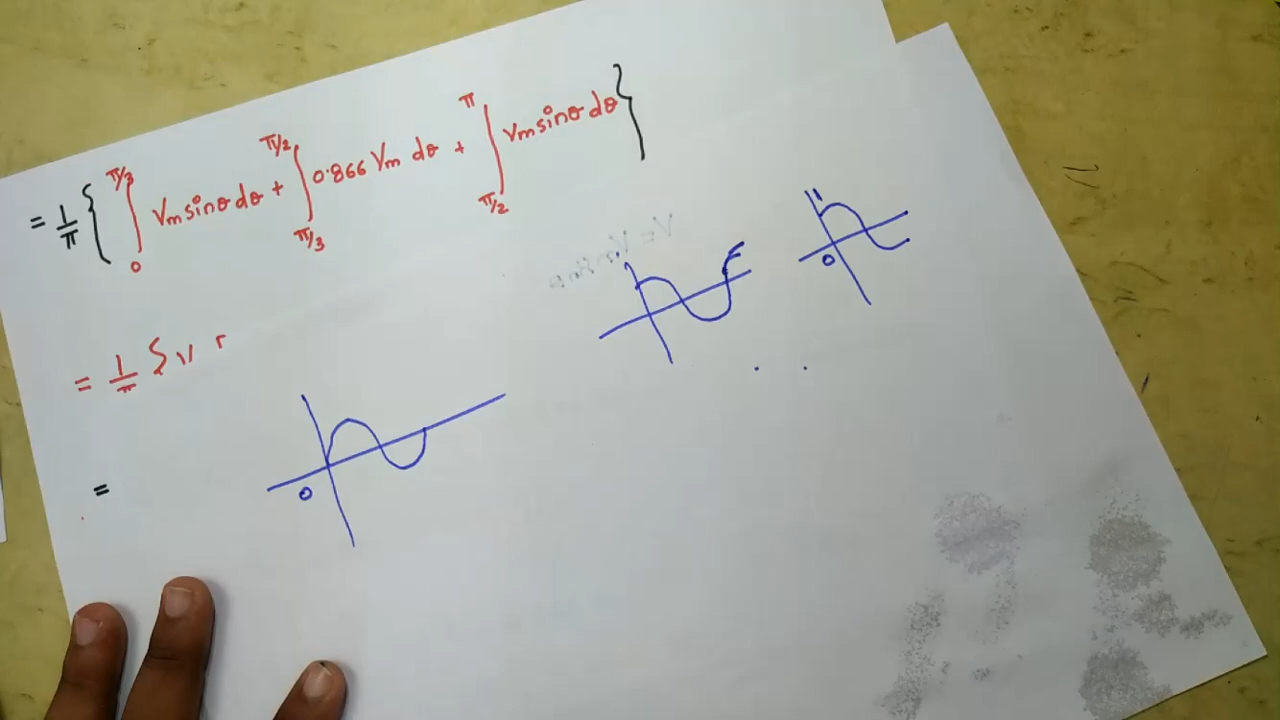 = 1/π { ∫₀^π/3 Vm sinθ dθ + ∫π/3^π/2 0.866 Vm dθ + ∫π/2^π Vm sinθ dθ }
= 1/π { V
=
0
0